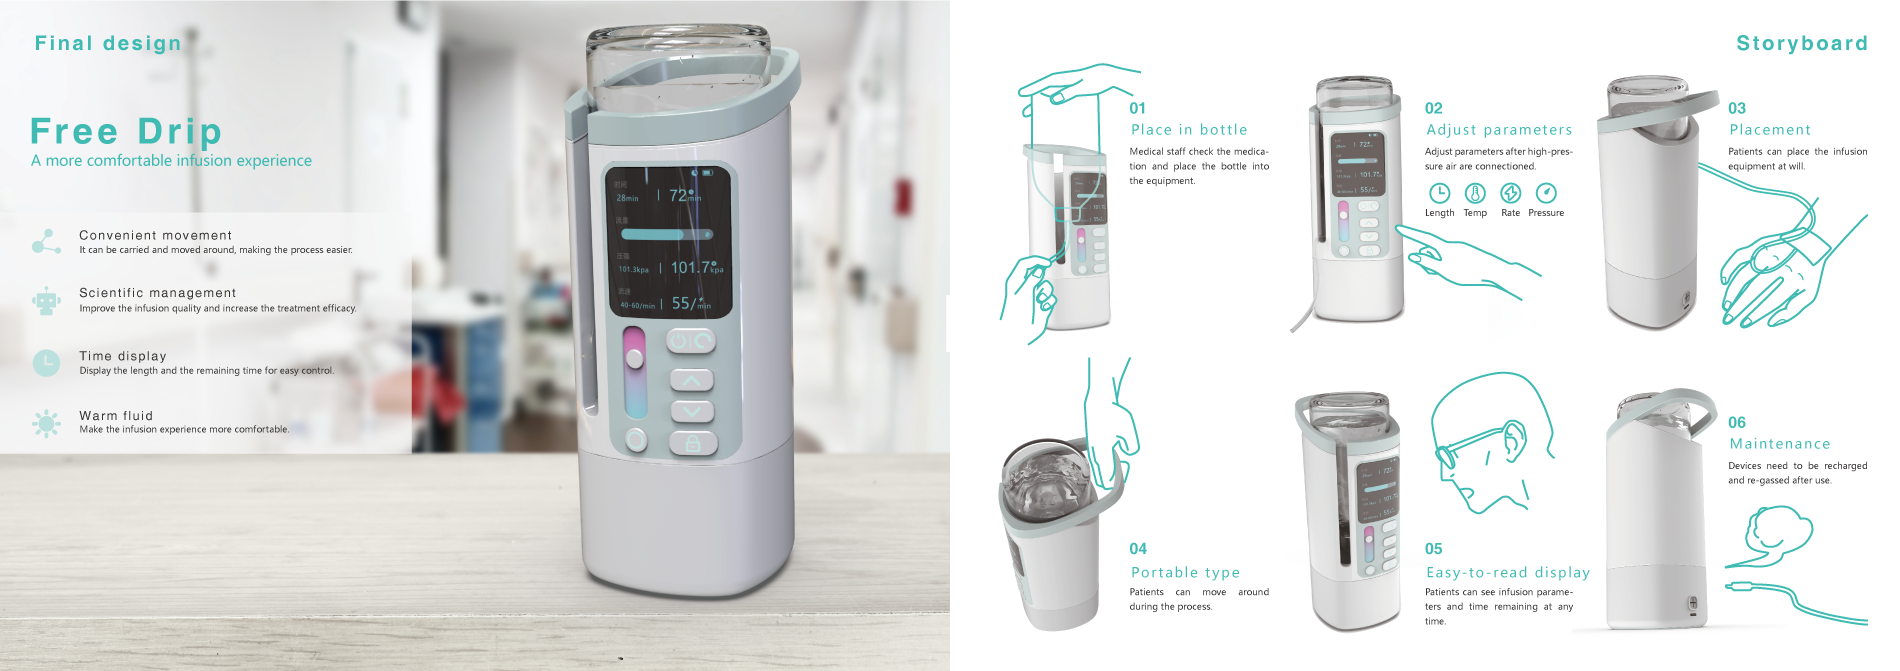 Final design
Free Drip
A more comfortable infusion experience
Convenient movement
It can be carried and moved around, making the process easier.
Scientific management
Improve the infusion quality and increase the treatment efficacy.
Time display
Display the length and the remaining time for easy control.
Warm fluid
Make the infusion experience more comfortable.
时间
28min | 72min
101.3kpa | 101.7kpa
40-60/min | 55/min
Storyboard
01
Place in bottle
Medical staff check the medica-
tion and place the bottle into
the equipment.
02
Adjust parameters
Adjust parameters after high-pres-
sure air are connectioned.
Length Temp Rate Pressure
03
Placement
Patients can place the infusion
equipment at will.
04
Portable type
Patients can move around
during the process.
05
Easy-to-read display
Patients can see infusion parame-
ters and time remaining at any
time.
06
Maintenance
Devices need to be recharged
and re-gassed after use.